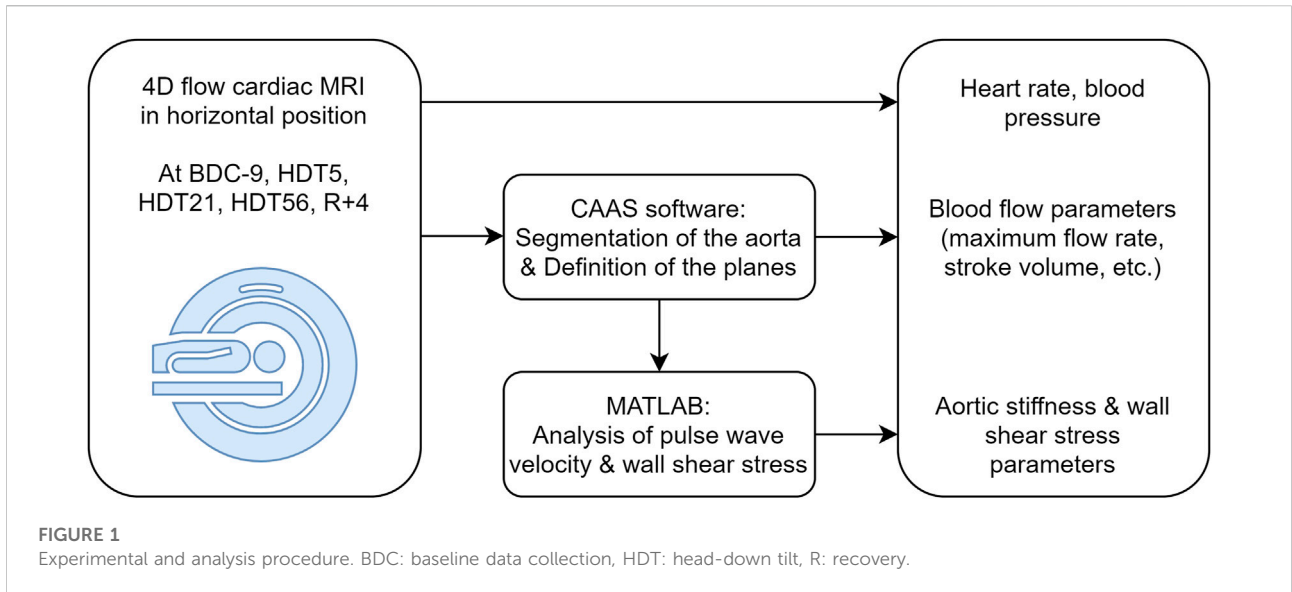 4D flow cardiac MRI
in horizontal position
At BDC-9, HDT5,
HDT21, HDT56, R+4
CAAS software:
Segmentation of the aorta
& Definition of the planes
MATLAB:
Analysis of pulse wave
velocity & wall shear stress
Heart rate, blood
pressure
Blood flow parameters
(maximum flow rate,
stroke volume, etc.)
Aortic stiffness & wall
shear stress
parameters
FIGURE 1
Experimental and analysis procedure. BDC: baseline data collection, HDT: head-down tilt, R: recovery.